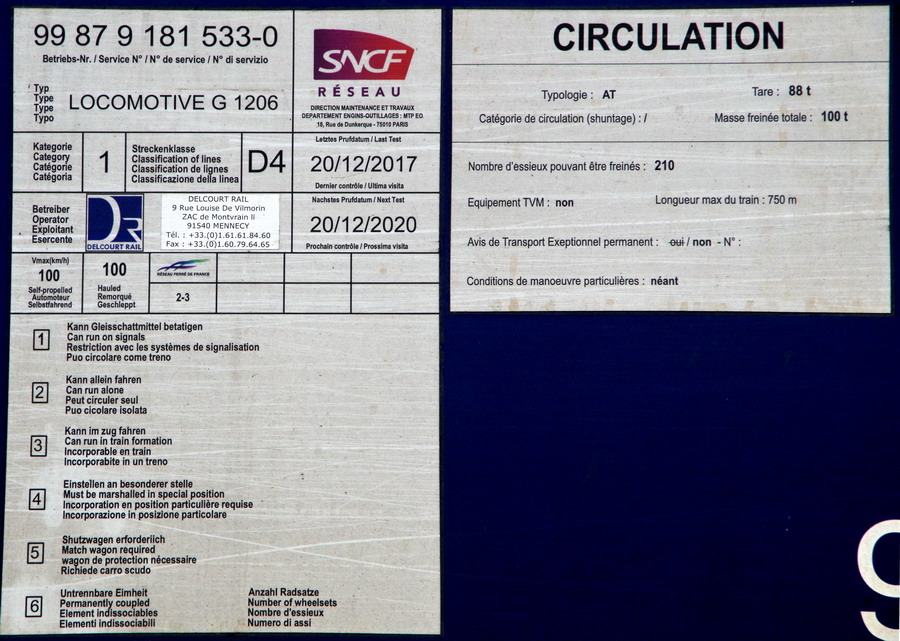 99 87 9 181 533-0
Betriebs-Nr. / Service N° / N° de service / N° di servizio
Typ
Type
Type
Typo
LOCOMOTIVE G 1206
SNCF
RÉSEAU
DIRECTION MAINTENANCE ET TRAVAUX
DEPARTEMENT ENGINS-OUTILLAGES : MTP EO
18, Rue de Dunkerque - 75010 PARIS
Kategorie
Category
Catégorie
Catégoria
1
Streckenklasse
Classification of lines
Classification de lignes
Classificazione della linea
D4
Letztes Prufdatum / Last Test
20/12/2017
Dernier contrôle / Ultima visita
Betreiber
Operator
Exploitant
Esercente
DR
DELCOURT RAIL
DELCOURT RAIL
9 Rue Louise De Vilmorin
ZAC de Montvrain II
91540 MENNECY
Tél. : +33.(0)1.61.61.84.60
Fax : +33.(0)1.60.79.64.65
Nachstes Prufdatum / Next Test
20/12/2020
Prochain contrôle / Prossima visita
Vmax(km/h)
100
Self-propelled
Automoteur
Selbstfahrend
100
Hauled
Remorqué
Geschleppt
RÉSEAU FERRÉ DE FRANCE
2-3
1
Kann Gleisschattmittel betatigen
Can run on signals
Restriction avec les systèmes de signalisation
Puo circolare come treno
2
Kann allein fahren
Can run alone
Peut circuler seul
Puo cicolare isolata
3
Kann im zug fahren
Can run in train formation
Incorporable en train
Incorporabite in un treno
4
Einstellen an besonderer stelle
Must be marshalled in special position
Incorporation en position particulière requise
Incorporazione in posizione particolare
5
Shutzwagen erforderlich
Match wagon required
wagon de protection nécessaire
Richiede carro scudo
6
Untrennbare Eimheit
Permanently coupled
Element indissociables
Elementi indissociabili
Anzahl Radsatze
Number of wheelsets
Nombre d'essieux
Numero di assi
CIRCULATION
Typologie : AT
Tare : 88 t
Catégorie de circulation (shuntage) : /
Masse freinée totale : 100 t
Nombre d'essieux pouvant être freinés : 210
Equipement TVM : non
Longueur max du train : 750 m
Avis de Transport Exeptionnel permanent : oui / non - N° :
Conditions de manoeuvre particulières : néant
9